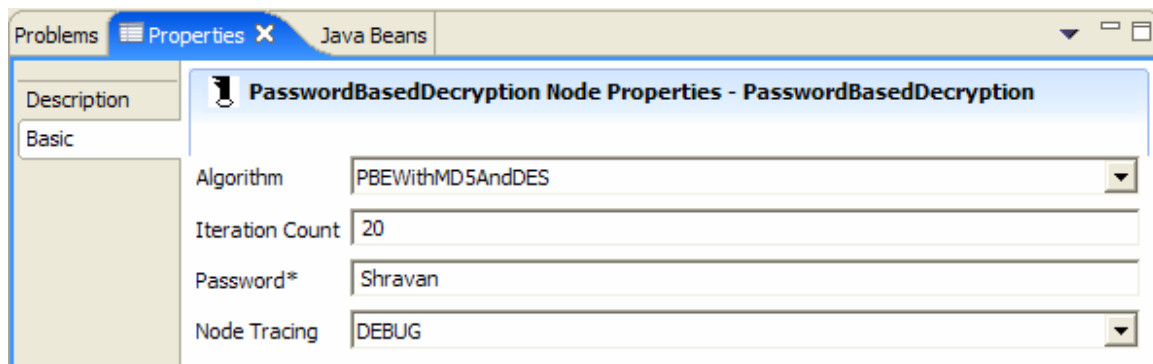 Problems Properties Java Beans
Description
Basic
PasswordBasedDecryption Node Properties - PasswordBasedDecryption
Algorithm PBEWithMD5AndDES
Iteration Count 20
Password* Shravan
Node Tracing DEBUG